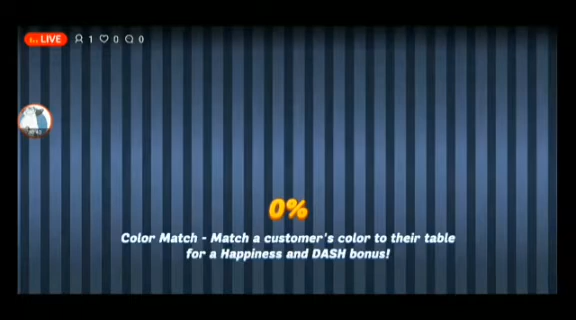 LIVE 1 0 0
0%
Color Match - Match a customer's color to their table
for a Happiness and DASH bonus!